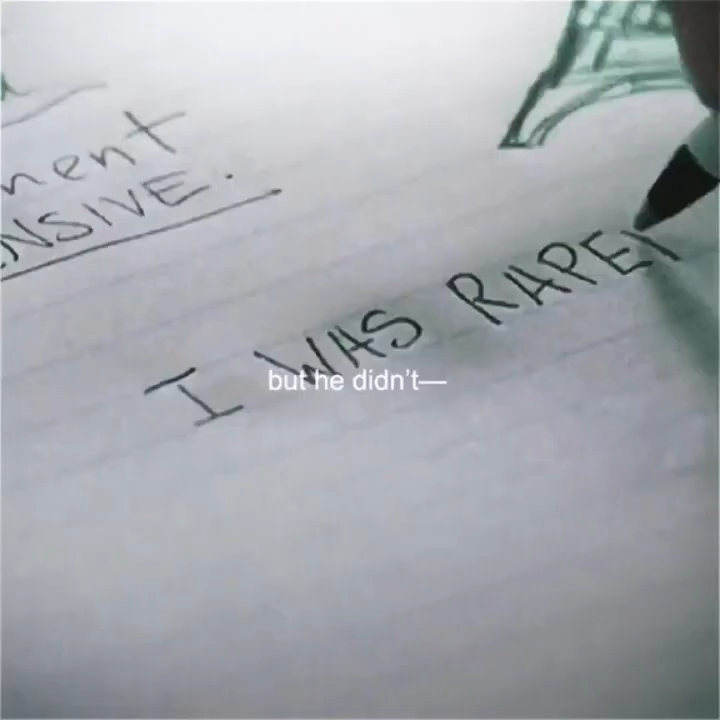 nent
NSIVE.
I WAS RAPE
but he didn't—